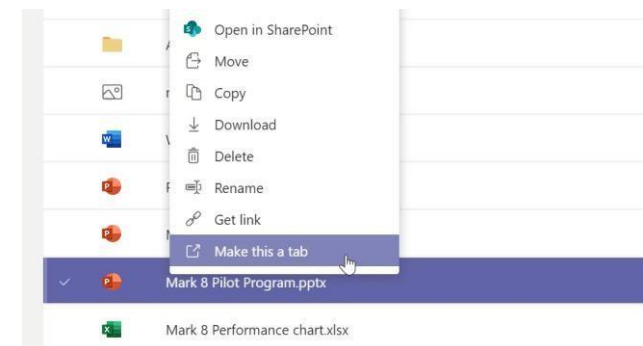 Open in SharePoint
Move
Copy
Download
Delete
Rename
Get link
Make this a tab
Mark 8 Pilot Program.pptx
Mark 8 Performance chart.xlsx